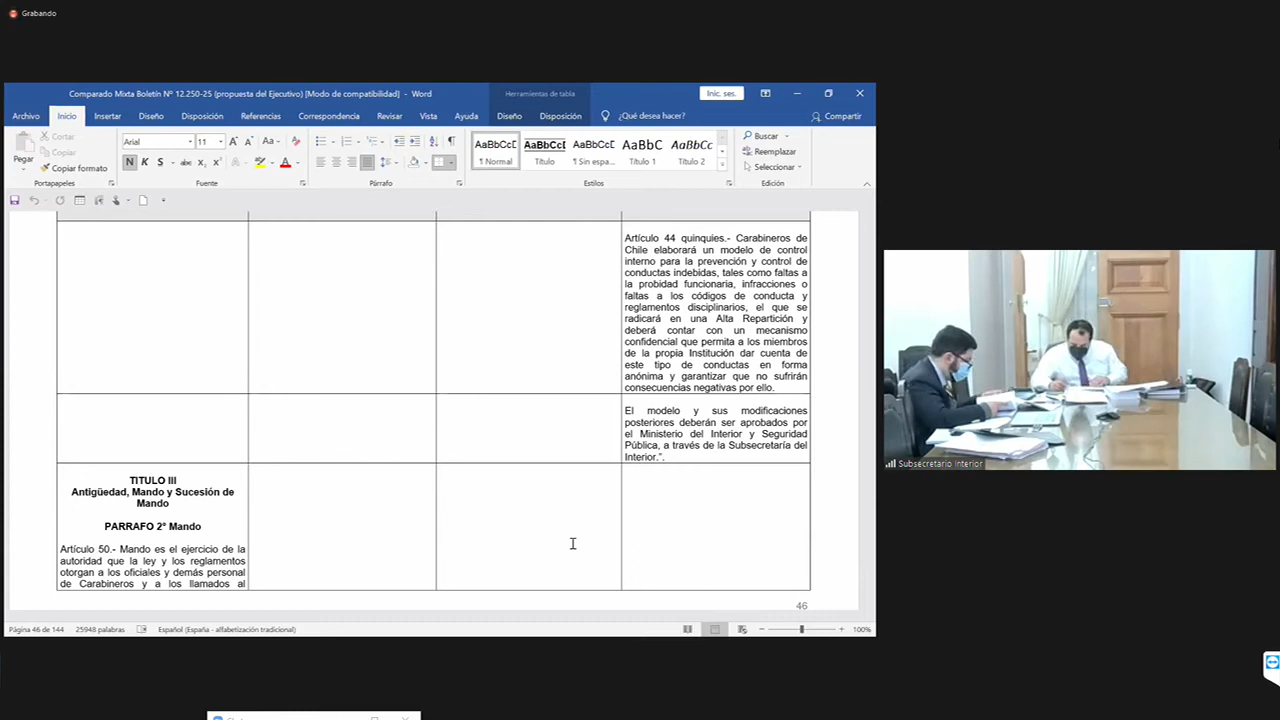 Grabando
Comparado Mixta Boletín Nº 12.250-25 (propuesta del Ejecutivo) [Modo de compatibilidad] - Word
Herramientas de tabla
Inic. ses.
Archivo
Inicio
Insertar
Diseño
Disposición
Referencias
Correspondencia
Revisar
Vista
Ayuda
Diseño
Disposición
¿Qué desea hacer?
Compartir
Pegar
Cortar
Copiar
Copiar formato
Portapapeles
Arial
11
Aa
N K S abc x₂ x²
Fuente
Párrafo
AaBbCcD
¶ Normal
AaBbCcD
Título
AaBbCcD
¶ Sin espa...
AaBbC
Título 1
AaBbCc
Título 2
Estilos
Buscar
Reemplazar
Seleccionar
Edición
Artículo 44 quinquies.- Carabineros de
Chile elaborará un modelo de control
interno para la prevención y control de
conductas indebidas, tales como faltas a
la probidad funcionaria, infracciones o
faltas a los códigos de conducta y
reglamentos disciplinarios, el que se
radicará en una Alta Repartición y
deberá contar con un mecanismo
confidencial que permita a los miembros
de la propia Institución dar cuenta de
este tipo de conductas en forma
anónima y garantizar que no sufrirán
consecuencias negativas por ello.
El modelo y sus modificaciones
posteriores deberán ser aprobados por
el Ministerio del Interior y Seguridad
Pública, a través de la Subsecretaría del
Interior.”.
TITULO III
Antigüedad, Mando y Sucesión de
Mando
PARRAFO 2° Mando
Artículo 50.- Mando es el ejercicio de la
autoridad que la ley y los reglamentos
otorgan a los oficiales y demás personal
de Carabineros y a los llamados al
46
Página 46 de 144
25948 palabras
Español (España - alfabetización tradicional)
100%
Subsecretario Interior